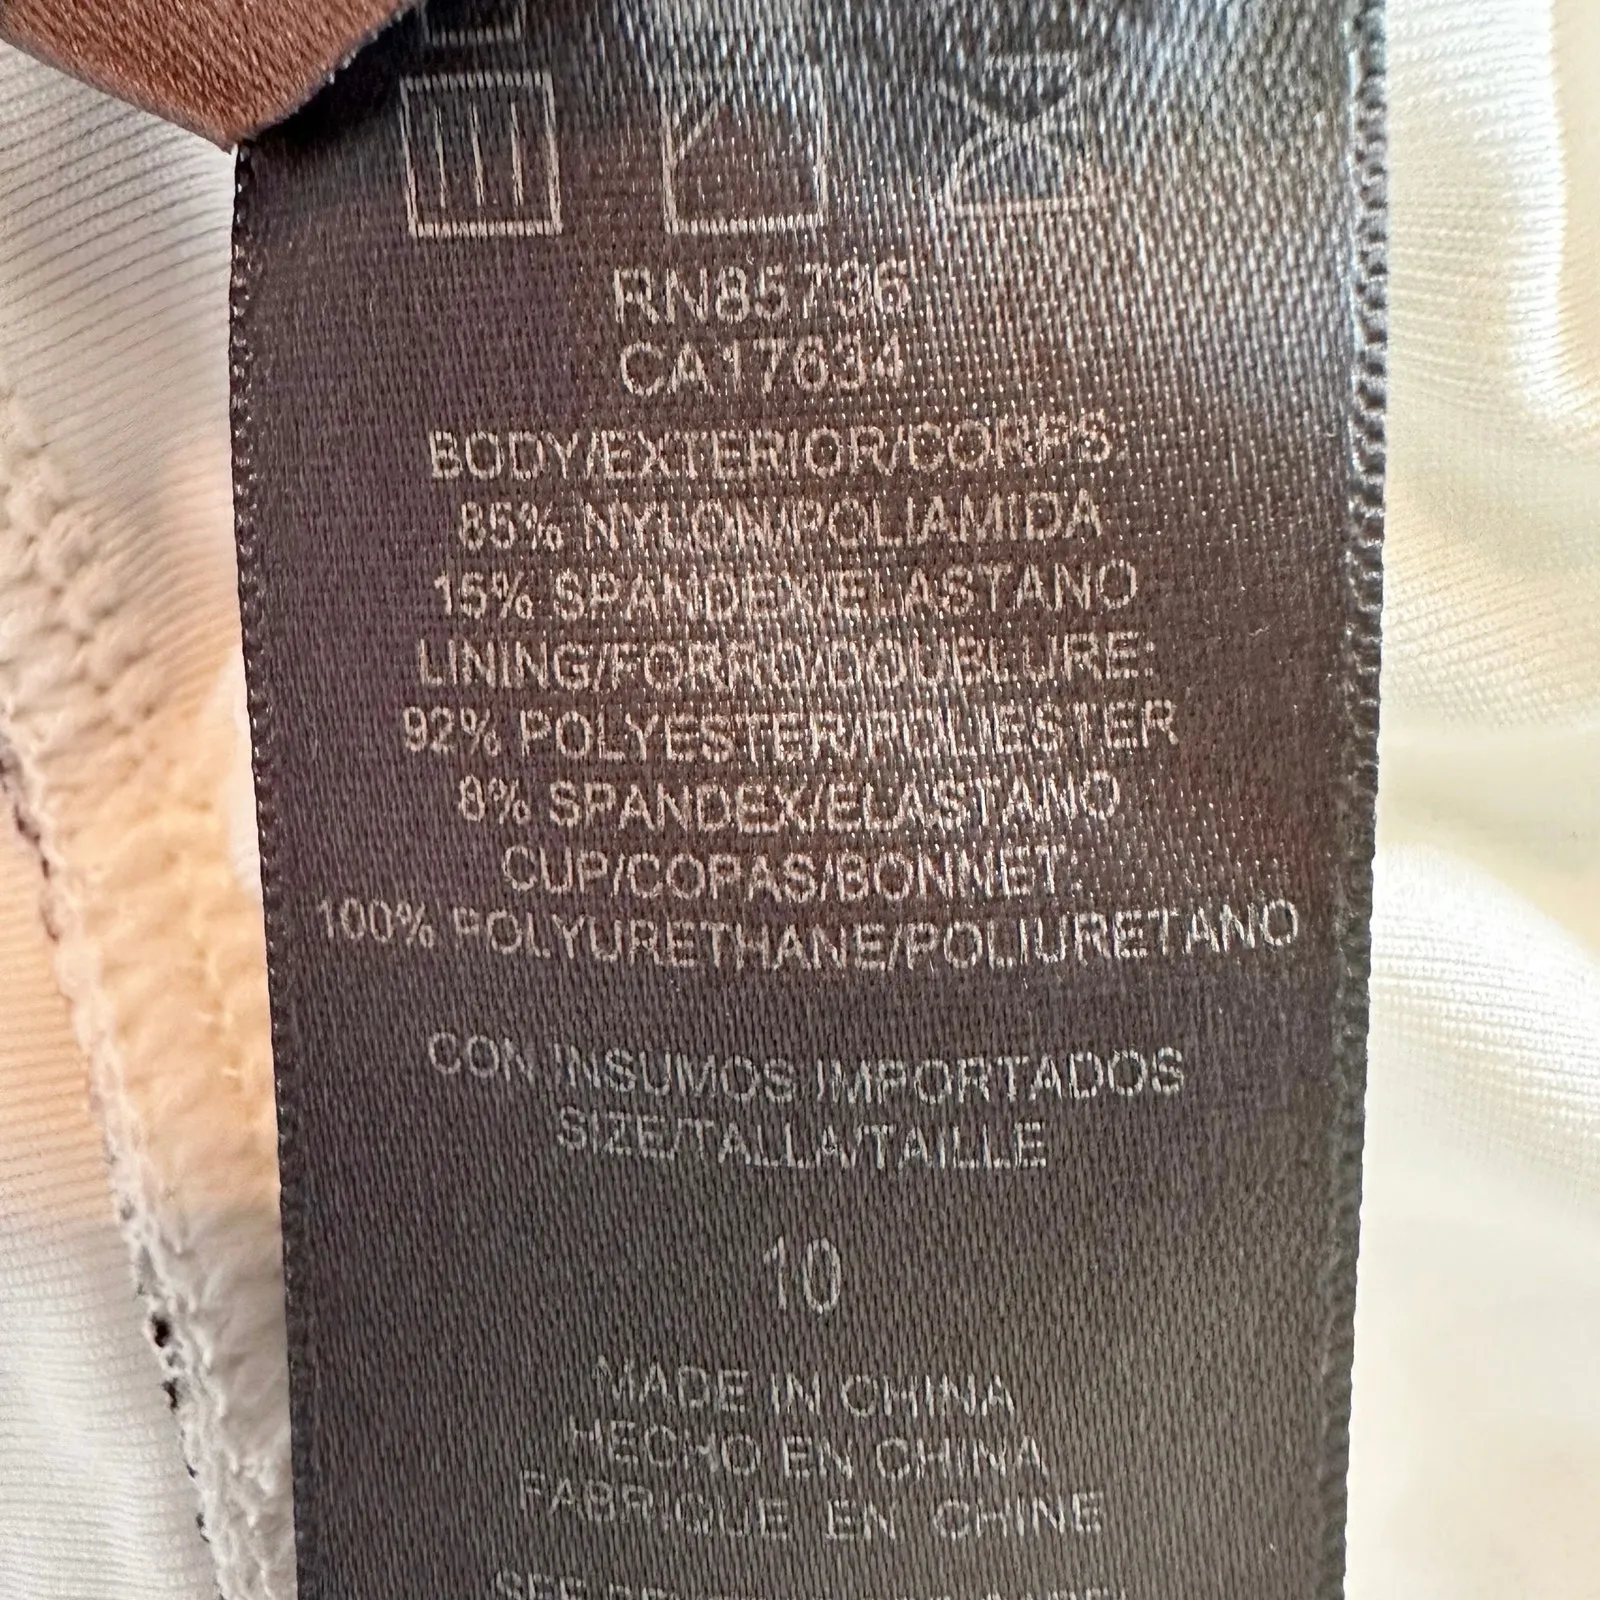 RN85736
CA17634
BODY/EXTERIOR/CORPS:
85% NYLON/POLIAMIDA
15% SPANDEX/ELASTANO
LINING/FORRO/DOUBLURE:
92% POLYESTER/POLIESTER
8% SPANDEX/ELASTANO
CUP/COPAS/BONNET:
100% POLYURETHANE/POLIURETANO
CON INSUMOS IMPORTADOS
SIZE/TALLA/TAILLE
10
MADE IN CHINA
HECHO EN CHINA
FABRIQUE EN CHINE
SEE